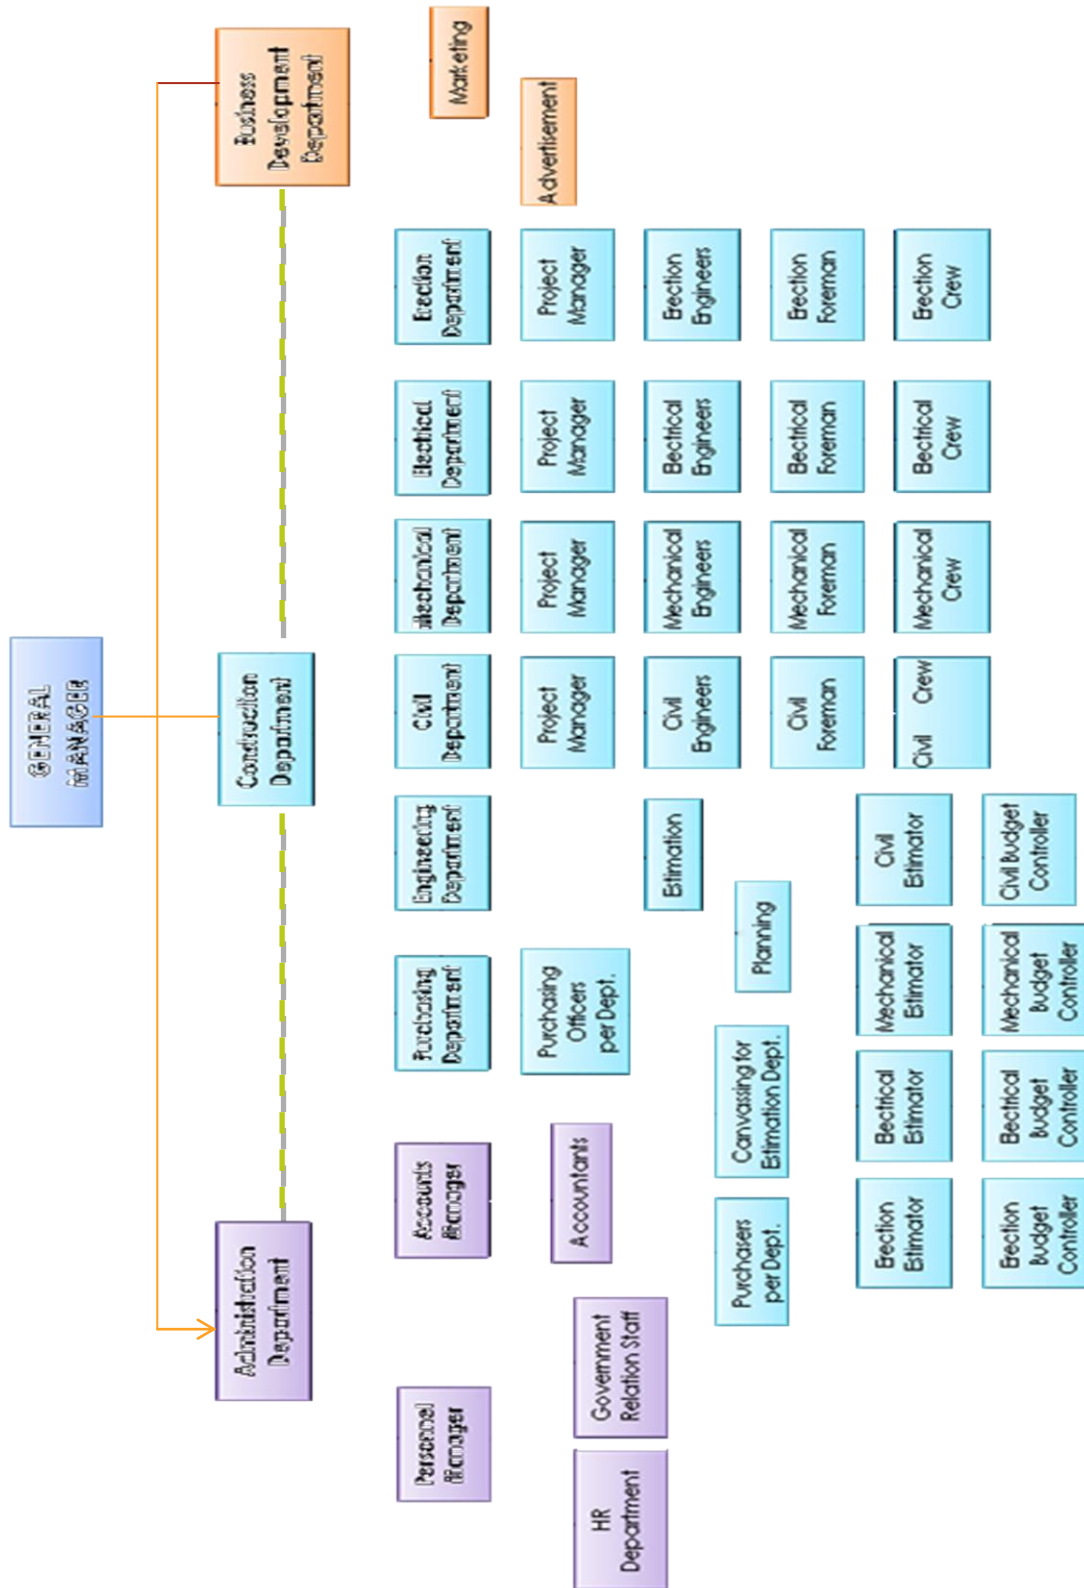 GENERAL
MANAGER
Administration
Department
Construction
Department
Business
Development
Department
Personnel
Manager
Accounts
Manager
Purchasing
Department
Engineering
Department
Civil
Department
Mechanical
Department
Electrical
Department
Erection
Department
Marketing
HR
Department
Government
Relation Staff
Accountants
Purchasing
Officers
per Dept.
Project
Manager
Project
Manager
Project
Manager
Project
Manager
Advertisement
Estimation
Civil
Engineers
Mechanical
Engineers
Electrical
Engineers
Erection
Engineers
Purchasers
per Dept.
Canvassing for
Estimation Dept.
Planning
Civil
Foreman
Mechanical
Foreman
Electrical
Foreman
Erection
Foreman
Erection
Estimator
Electrical
Estimator
Mechanical
Estimator
Civil
Estimator
Civil Crew
Mechanical
Crew
Electrical
Crew
Erection
Crew
Erection
Budget
Controller
Electrical
Budget
Controller
Mechanical
Budget
Controller
Civil Budget
Controller